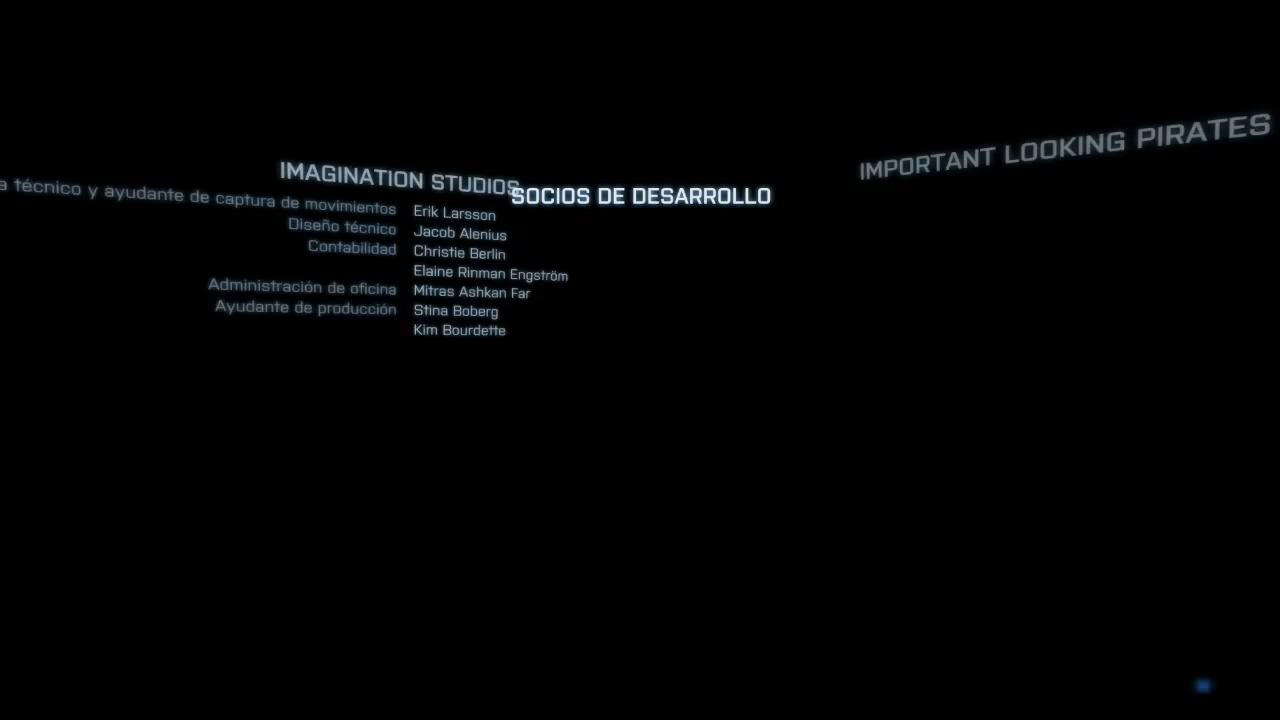 IMAGINATION STUDIOS
SOCIOS DE DESARROLLO
IMPORTANT LOOKING PIRATES
técnico y ayudante de captura de movimientos Erik Larsson
Diseño técnico Jacob Alenius
Contabilidad Christie Berlin
Elaine Rinman Engström
Administración de oficina Mitras Ashkan Far
Ayudante de producción Stina Boberg
Kim Bourdette